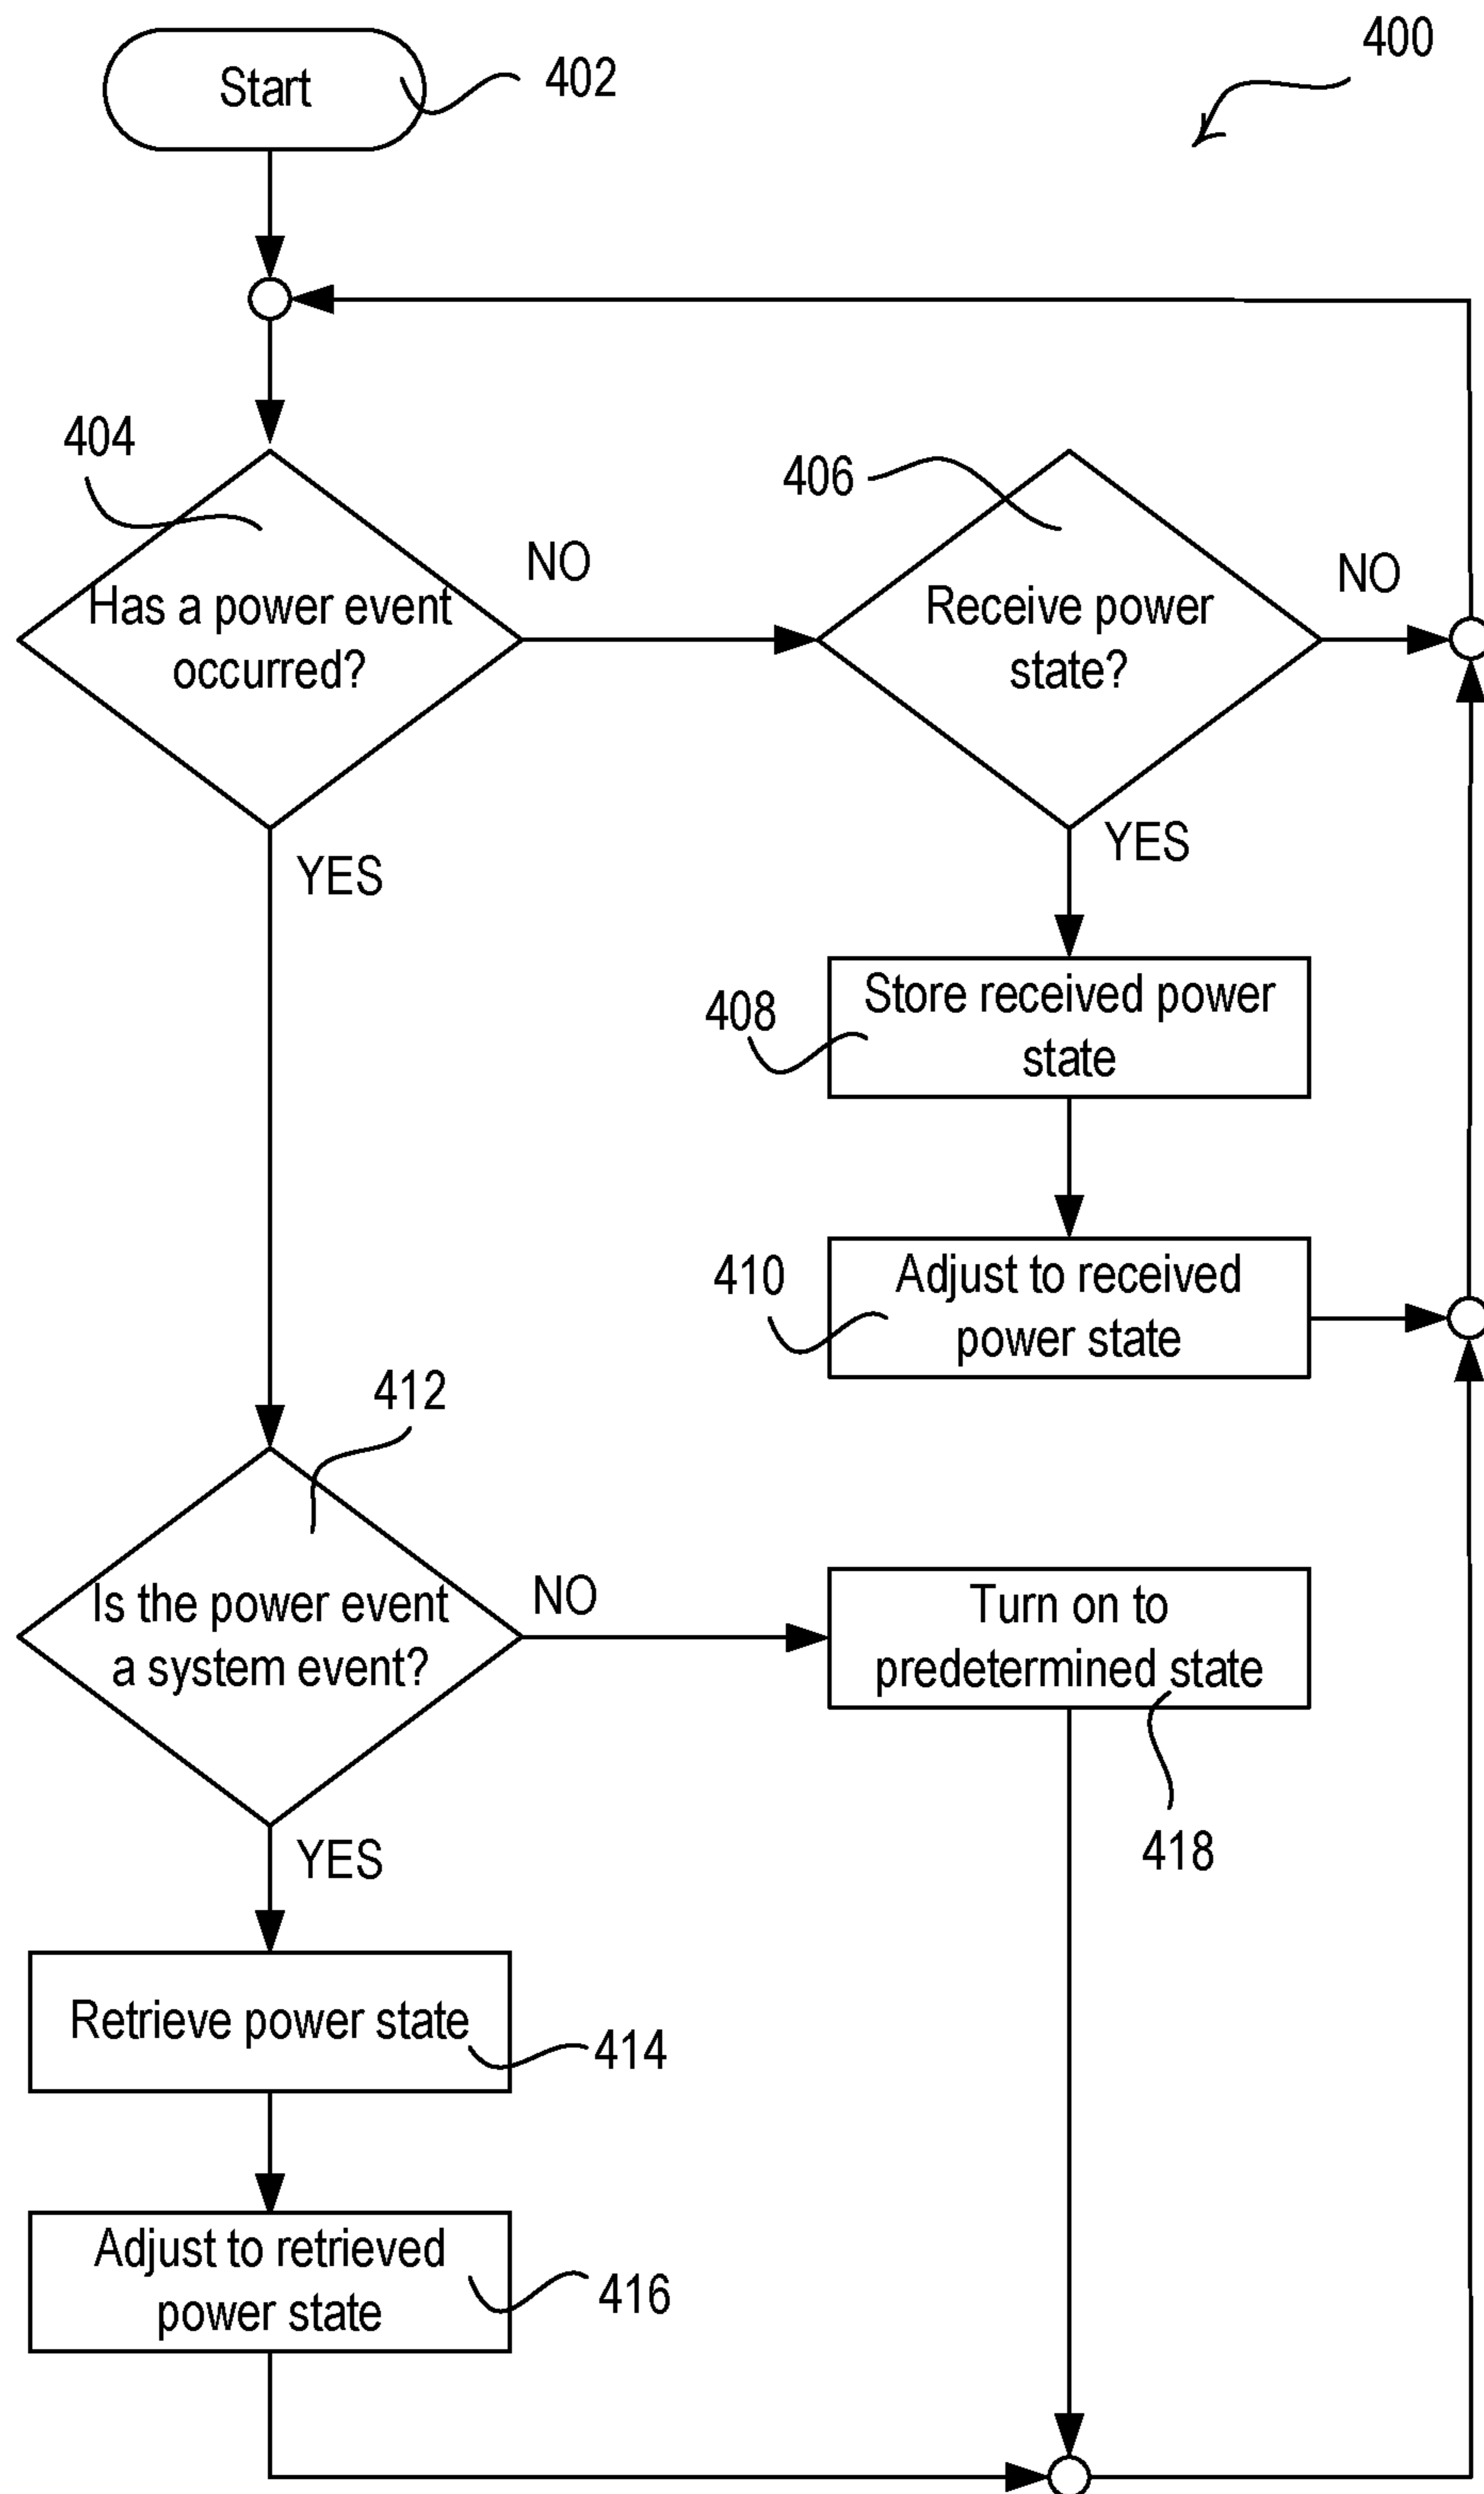 400
Start
402
404
Has a power event
occurred?
NO
406
Receive power
state?
NO
YES
YES
408
Store received power
state
410
Adjust to received
power state
412
Is the power event
a system event?
NO
Turn on to
predetermined state
418
YES
Retrieve power state
414
Adjust to retrieved
power state
416